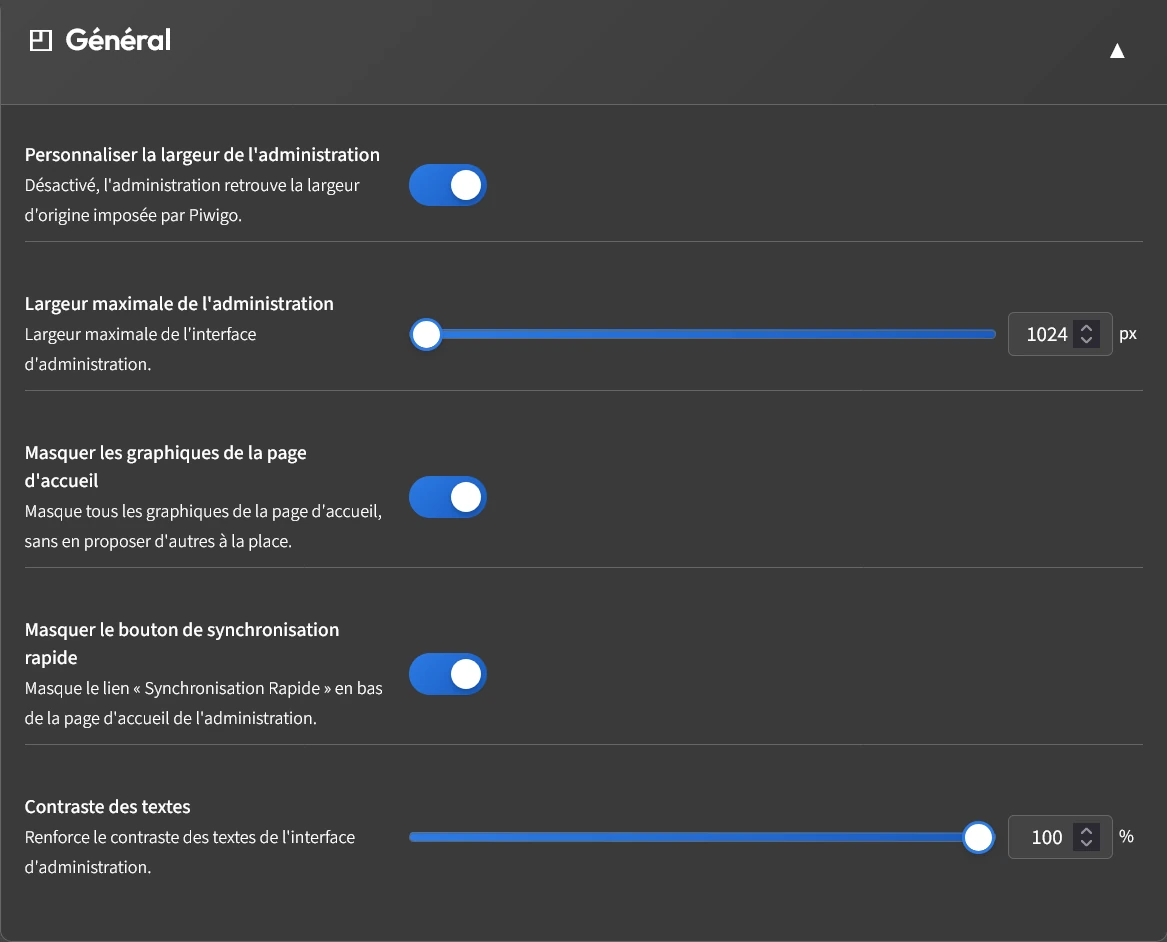 Général
▲
Personnaliser la largeur de l'administration
Désactivé, l'administration retrouve la largeur
d'origine imposée par Piwigo.
Largeur maximale de l'administration
Largeur maximale de l'interface
d'administration.
1024 px
Masquer les graphiques de la page
d'accueil
Masque tous les graphiques de la page d'accueil,
sans en proposer d'autres à la place.
Masquer le bouton de synchronisation
rapide
Masque le lien « Synchronisation Rapide » en bas
de la page d'accueil de l'administration.
Contraste des textes
Renforce le contraste des textes de l'interface
d'administration.
100 %